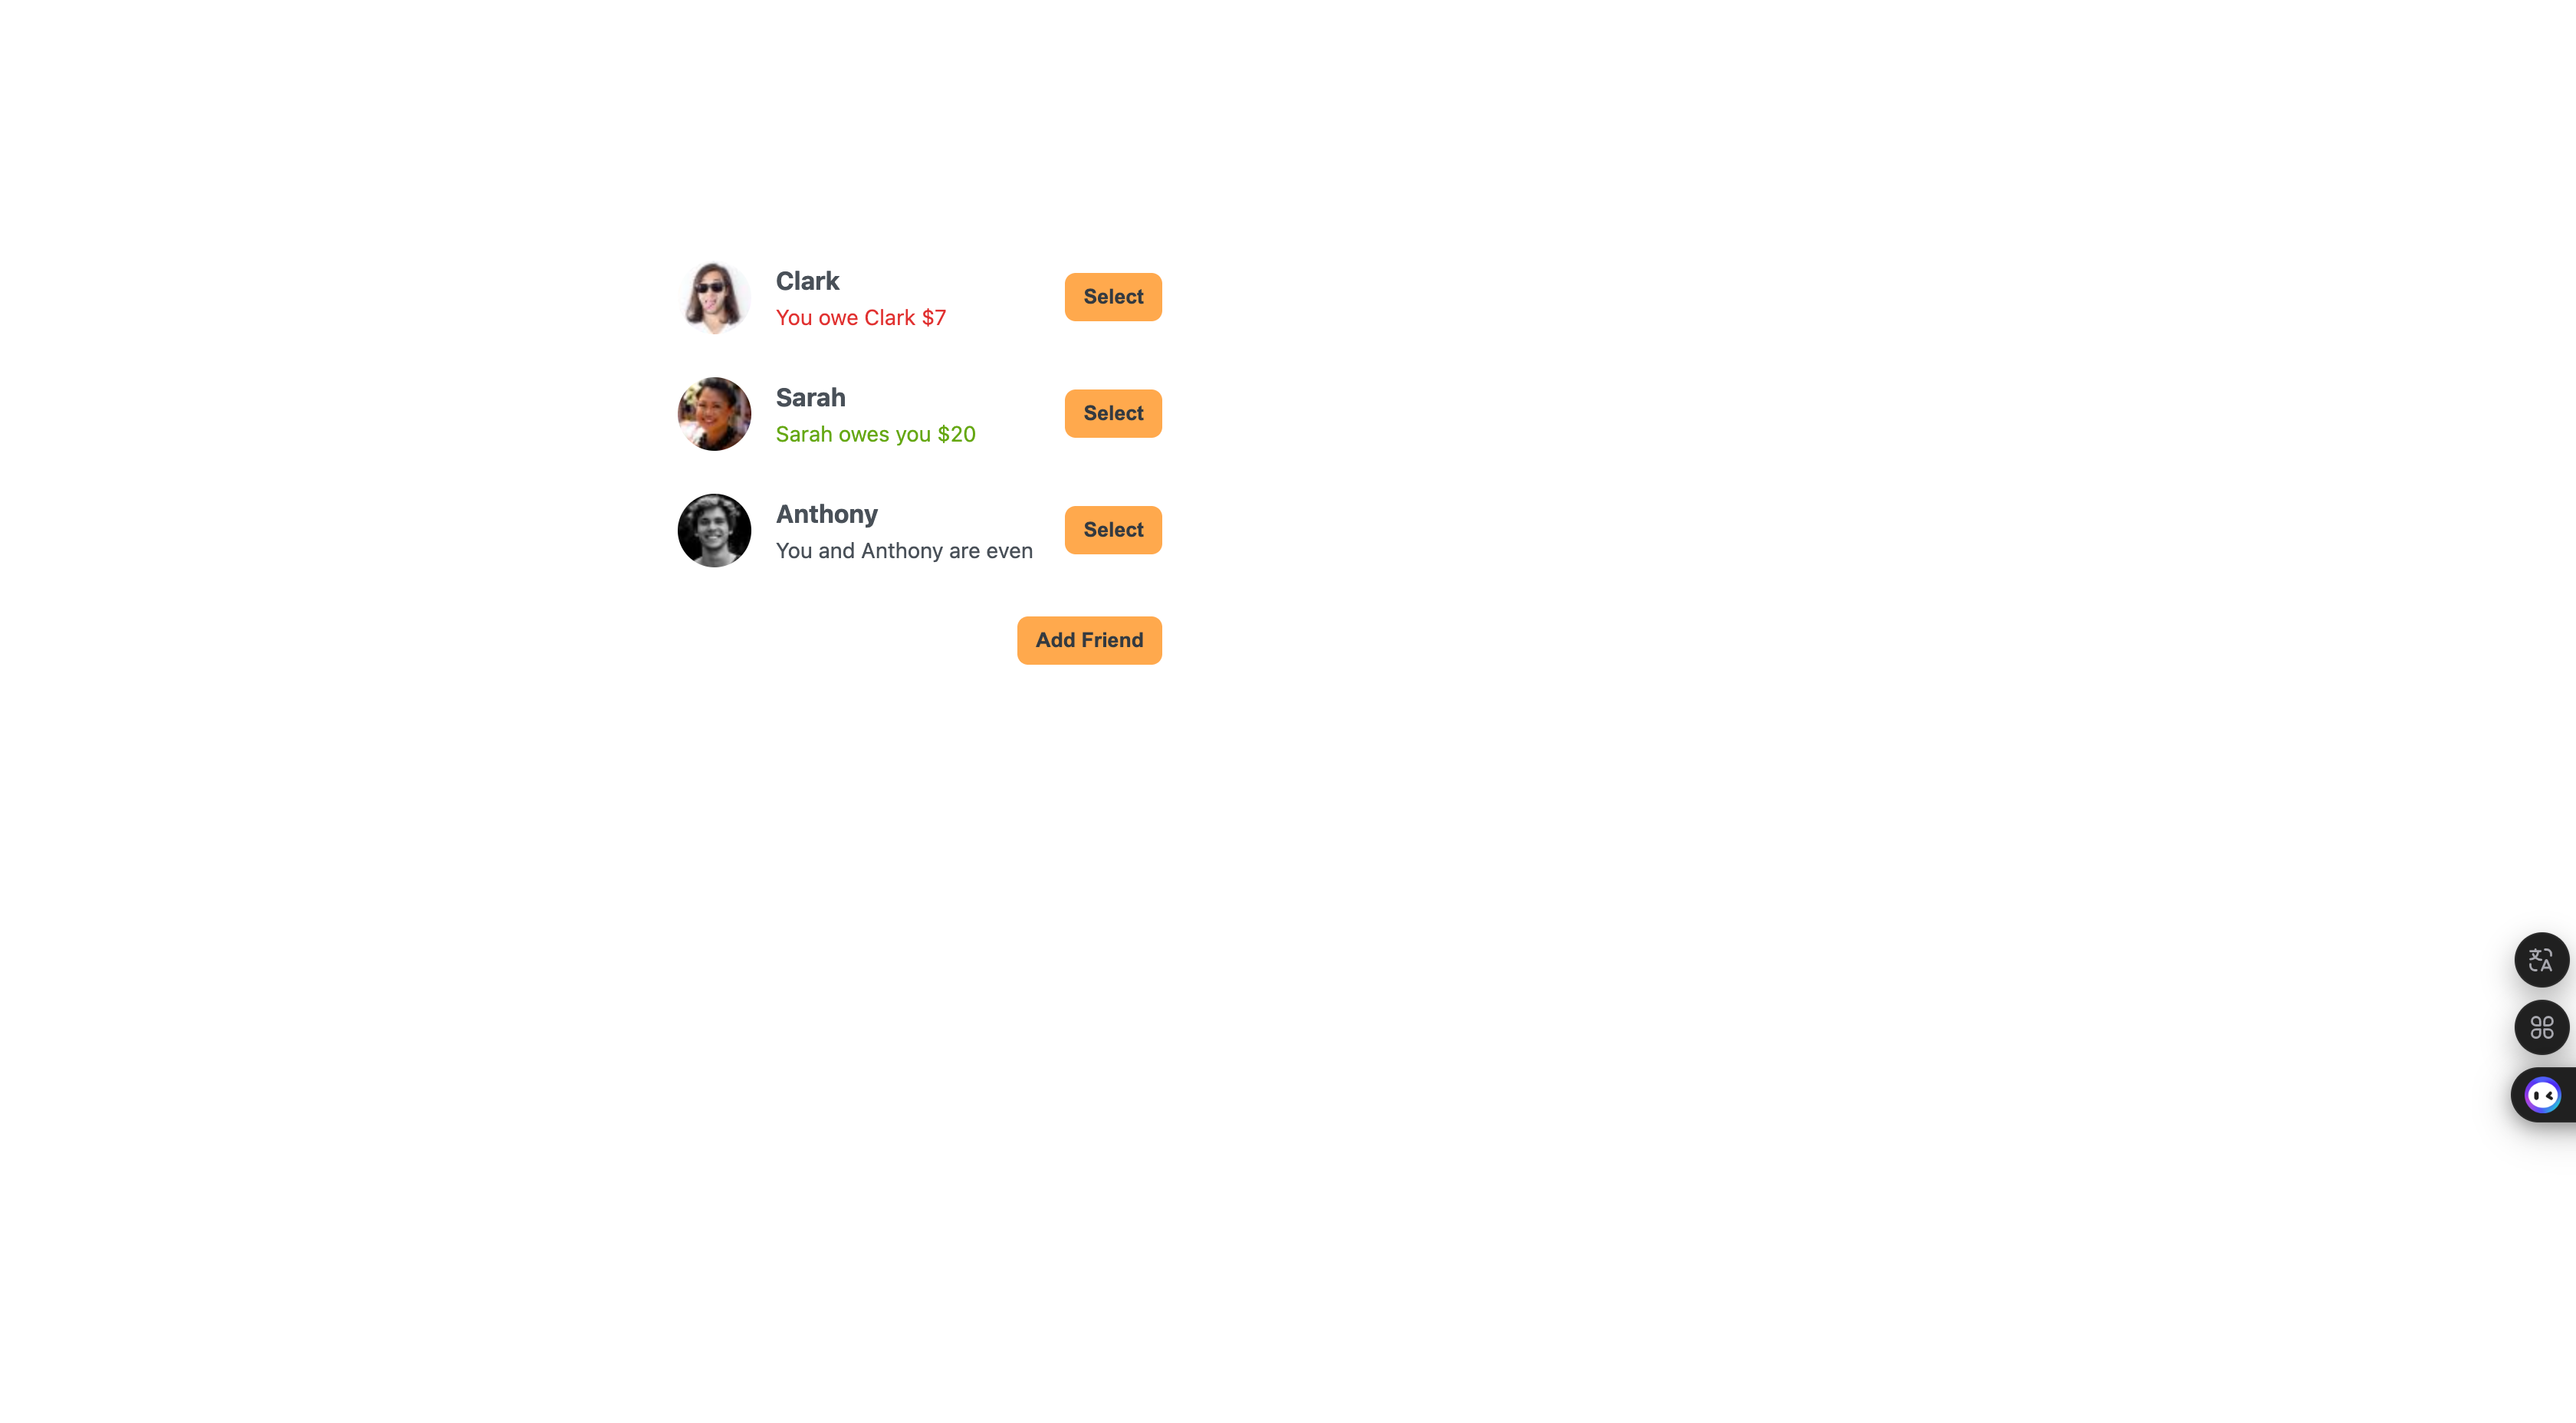 Clark
You owe Clark $7
Select
Sarah
Sarah owes you $20
Select
Anthony
You and Anthony are even
Select
Add Friend